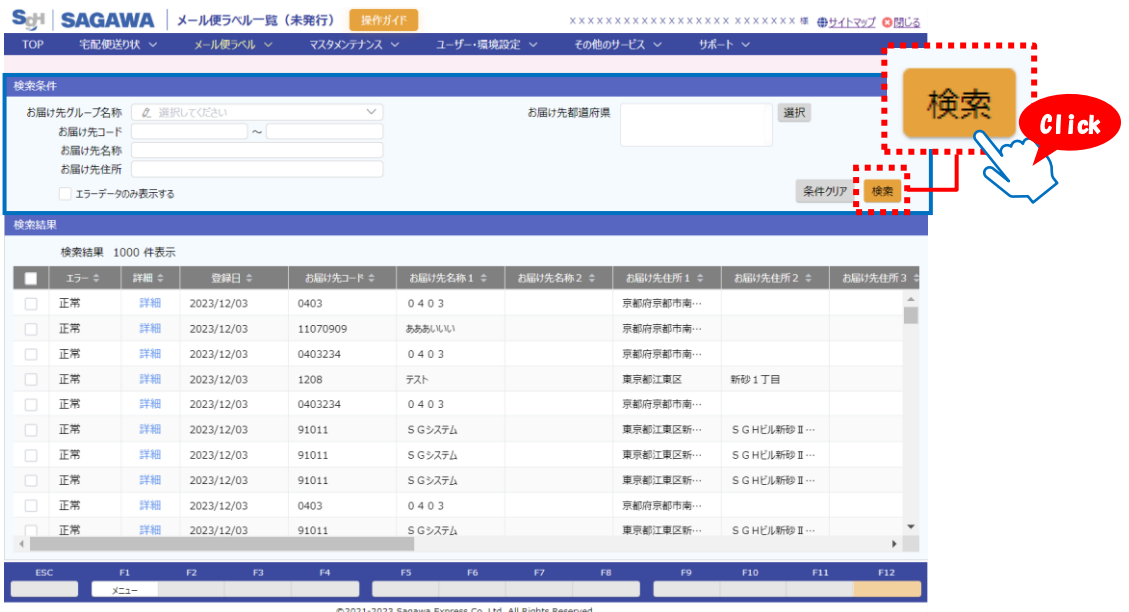 SGH SAGAWA メール便ラベル一覧（未発行） 操作ガイド ××××××××××××××××××× ××××××× 様 サイトマップ 閉じる
TOP 宅配便送り状 メール便ラベル マスタメンテナンス ユーザー・環境設定 その他のサービス サポート
検索条件
お届け先グループ名称 選択してください お届け先都道府県 選択
お届け先コード ～
お届け先名称
お届け先住所
エラーデータのみ表示する 条件クリア 検索
検索
Click
検索結果
検索結果 1000 件表示
エラー 詳細 登録日 お届け先コード お届け先名称１ お届け先名称２ お届け先住所１ お届け先住所２ お届け先住所３
正常 詳細 2023/12/03 0403 ０４０３ 京都府京都市南…
正常 詳細 2023/12/03 11070909 あああいいい 京都府京都市南…
正常 詳細 2023/12/03 0403234 ０４０３ 京都府京都市南…
正常 詳細 2023/12/03 1208 テスト 東京都江東区 新砂１丁目
正常 詳細 2023/12/03 0403234 ０４０３ 京都府京都市南…
正常 詳細 2023/12/03 91011 ＳＧシステム 東京都江東区新… ＳＧＨビル新砂Ⅱ…
正常 詳細 2023/12/03 91011 ＳＧシステム 東京都江東区新… ＳＧＨビル新砂Ⅱ…
正常 詳細 2023/12/03 91011 ＳＧシステム 東京都江東区新… ＳＧＨビル新砂Ⅱ…
正常 詳細 2023/12/03 0403 ０４０３ 京都府京都市南…
正常 詳細 2023/12/03 91011 ＳＧシステム 東京都江東区新… ＳＧＨビル新砂Ⅱ…
ESC F1 F2 F3 F4 F5 F6 F7 F8 F9 F10 F11 F12
メニュー
©2021-2023 Sagawa Express Co.,Ltd. All Rights Reserved